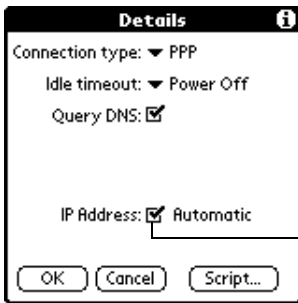 Details
Connection type: PPP
Idle timeout: Power Off
Query DNS:
IP Address: Automatic
OK Cancel Script...